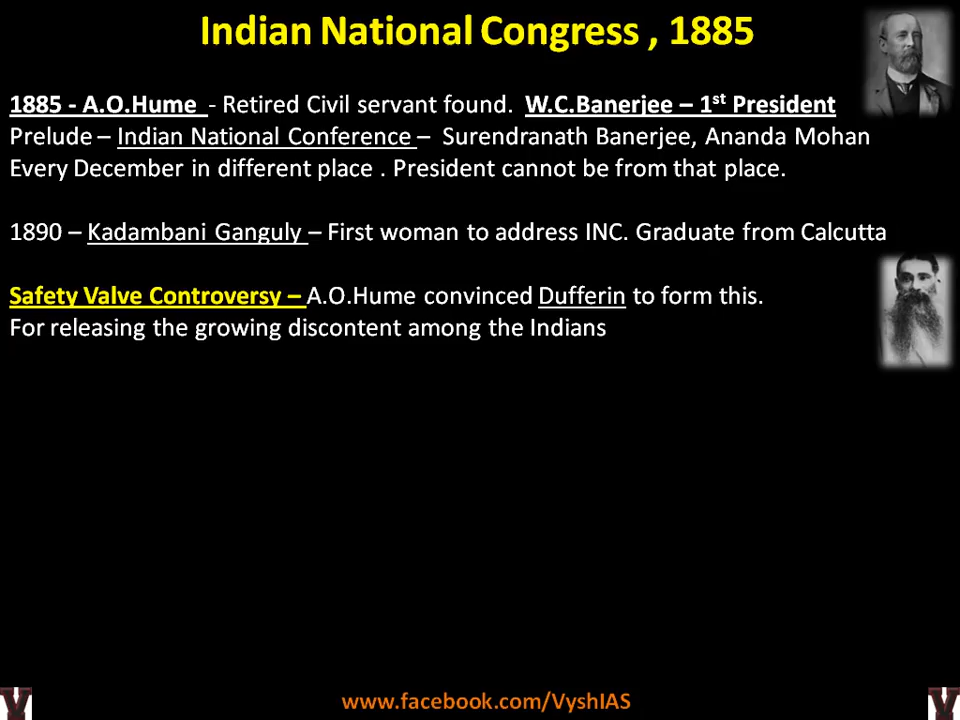 Indian National Congress , 1885
1885 - A.O.Hume - Retired Civil servant found. W.C.Banerjee – 1st President
Prelude – Indian National Conference – Surendranath Banerjee, Ananda Mohan
Every December in different place . President cannot be from that place.
1890 – Kadambani Ganguly – First woman to address INC. Graduate from Calcutta
Safety Valve Controversy – A.O.Hume convinced Dufferin to form this.
For releasing the growing discontent among the Indians
V www.facebook.com/VyshIAS V